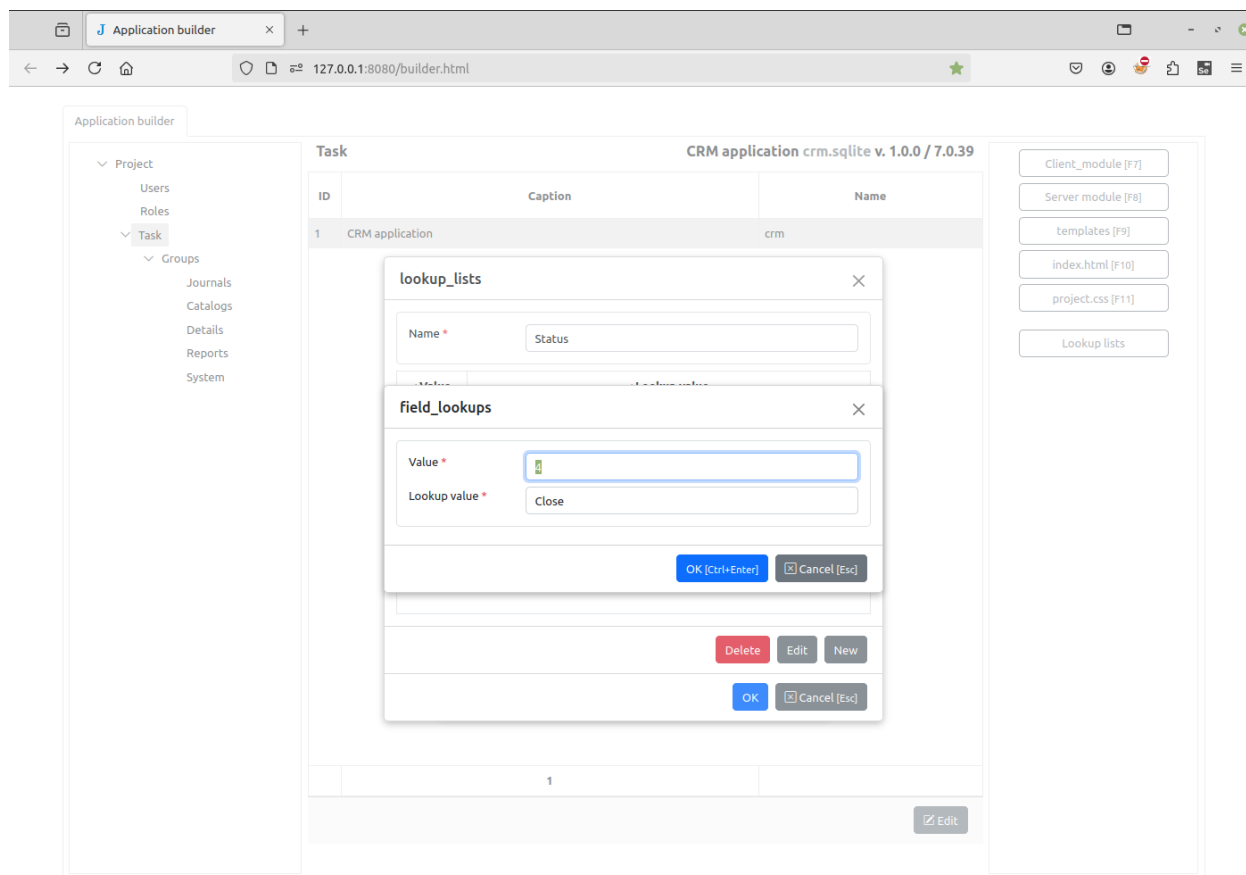 Application builder
127.0.0.1:8080/builder.html
Application builder
Project
Users
Roles
Task
Groups
Journals
Catalogs
Details
Reports
System
Task
CRM application crm.sqlite v. 1.0.0 / 7.0.39
ID Caption Name
1 CRM application crm
lookup_lists
Name *
Status
Value Lookup value
field_lookups
Value *
4
Lookup value *
Close
OK [Ctrl+Enter]
Cancel [Esc]
Delete
Edit
New
OK
Cancel [Esc]
1
Edit
Client_module [F7]
Server module [F8]
templates [F9]
index.html [F10]
project.css [F11]
Lookup lists